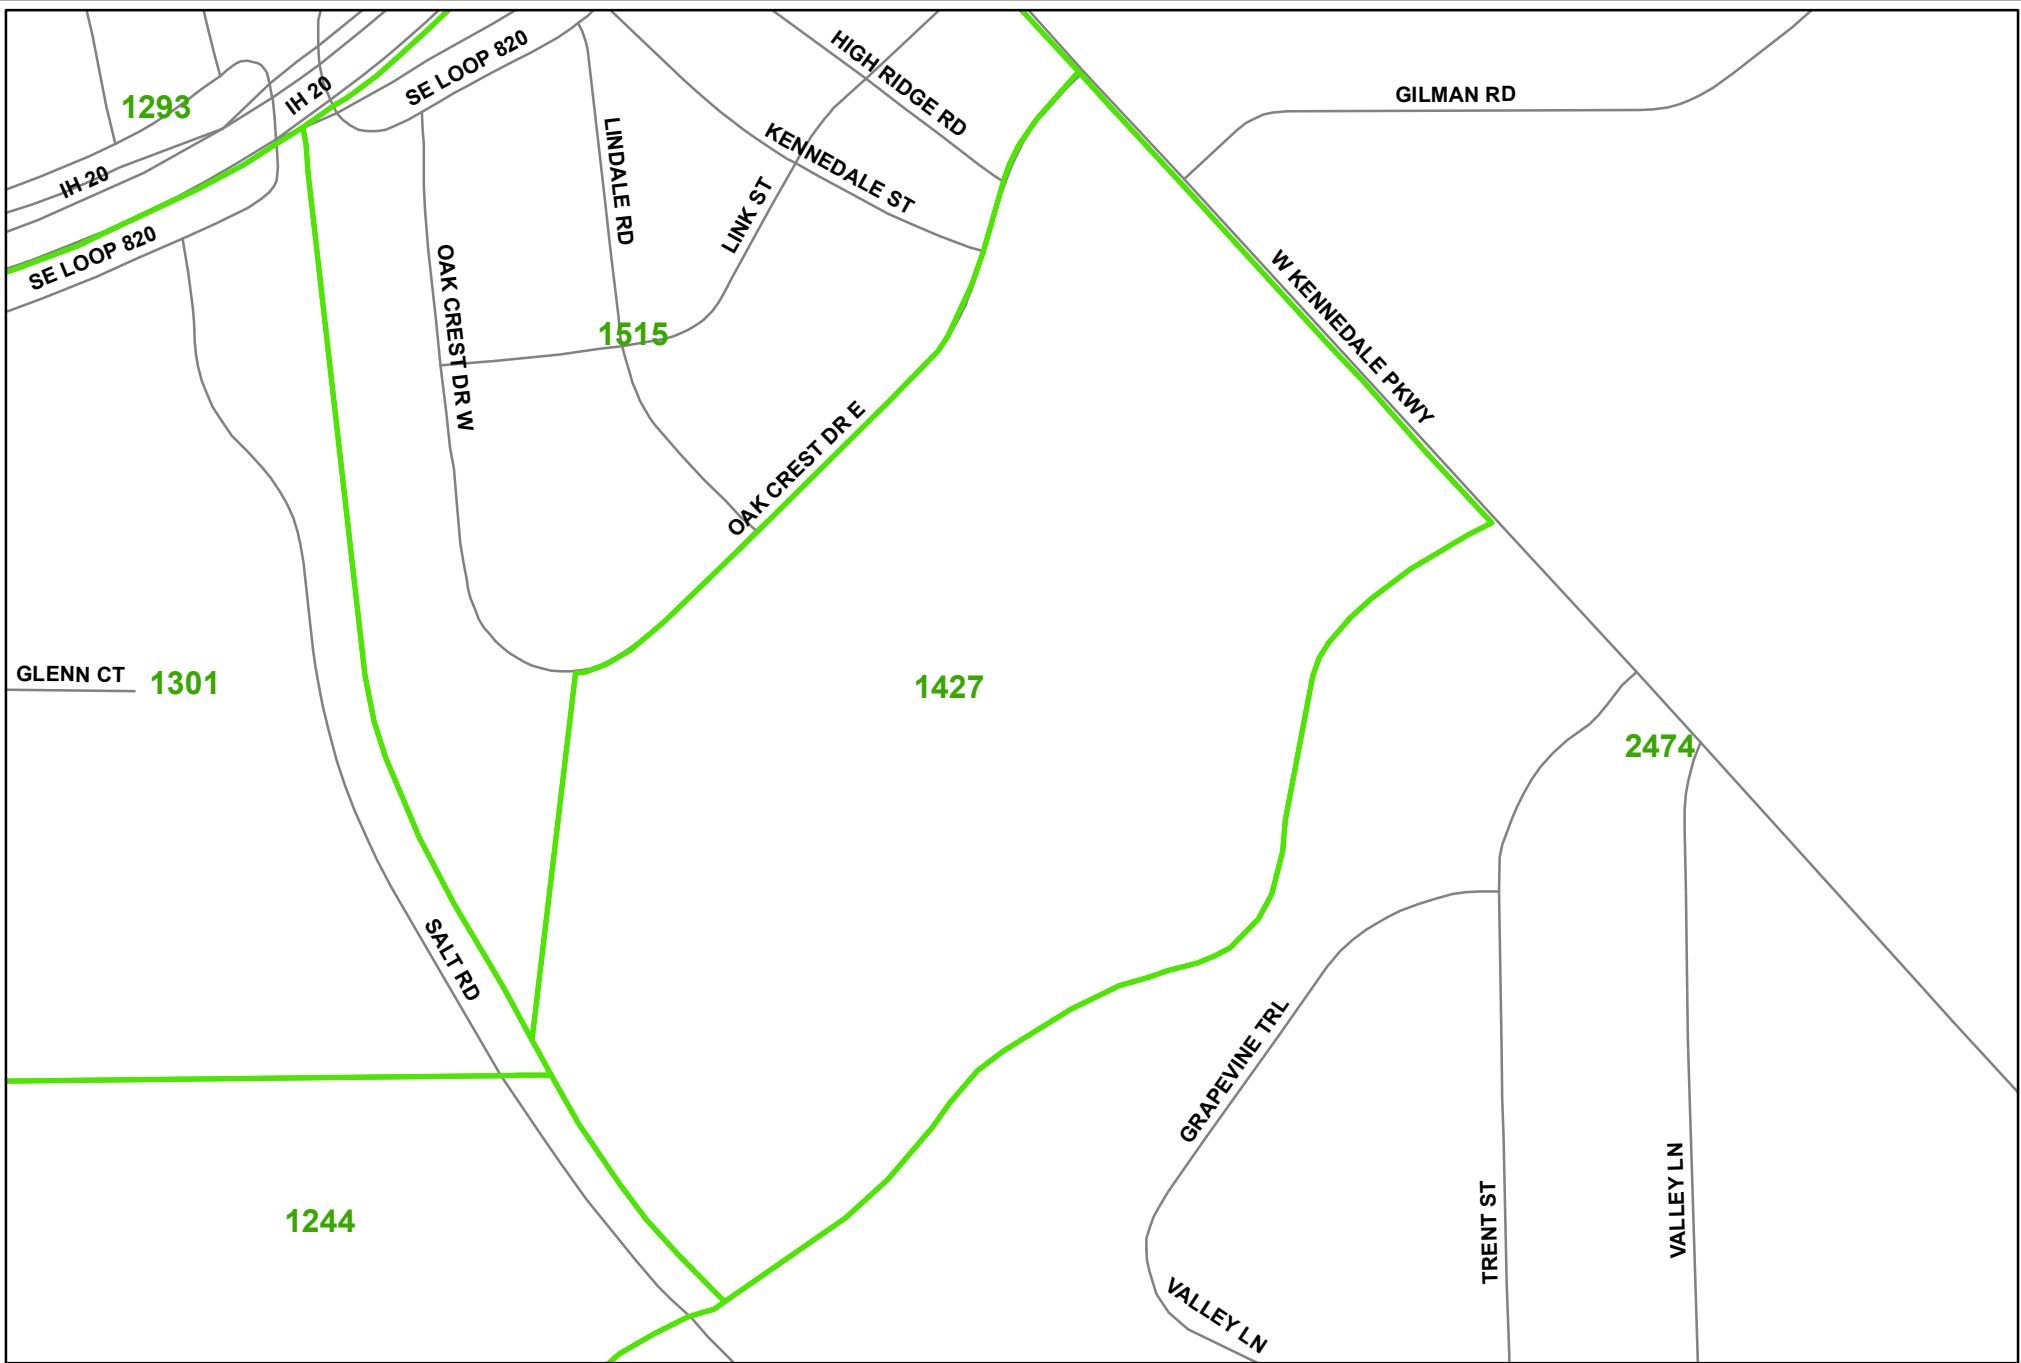 SE LOOP 820
HIGH RIDGE RD
GILMAN RD
IH 20
1293
LINDALE RD
KENNEDALE ST
IH 20
LINK ST
SE LOOP 820
OAK CREST DR W
W KENNEDALE PKWY
1515
OAK CREST DR E
GLENN CT
1301
1427
2474
SALT RD
GRAPEVINE TRL
1244
TRENT ST
VALLEY LN
VALLEY LN